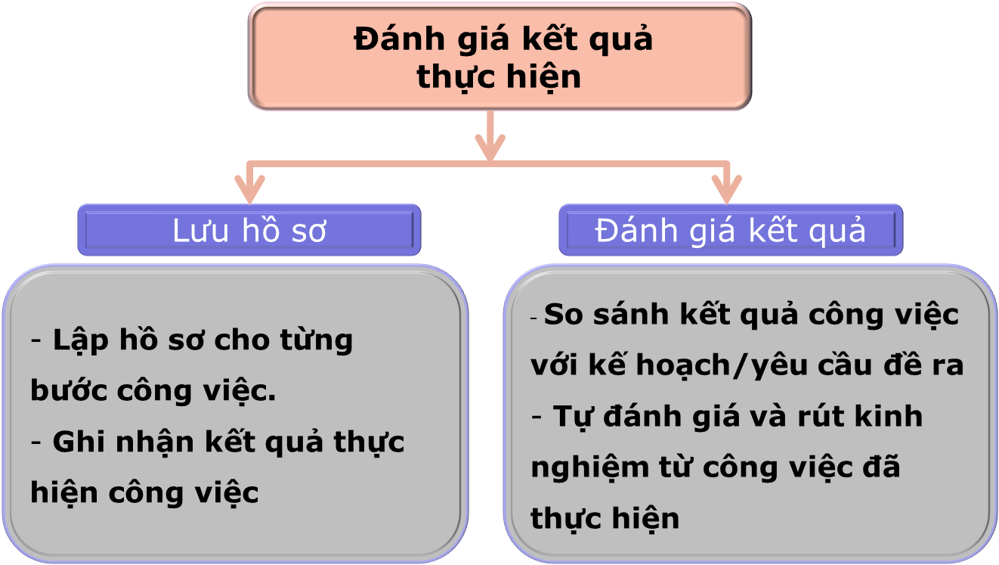 Đánh giá kết quả
thực hiện
Lưu hồ sơ
- Lập hồ sơ cho từng
bước công việc.
- Ghi nhận kết quả thực
hiện công việc
Đánh giá kết quả
- So sánh kết quả công việc
với kế hoạch/yêu cầu đề ra
- Tự đánh giá và rút kinh
nghiệm từ công việc đã
thực hiện